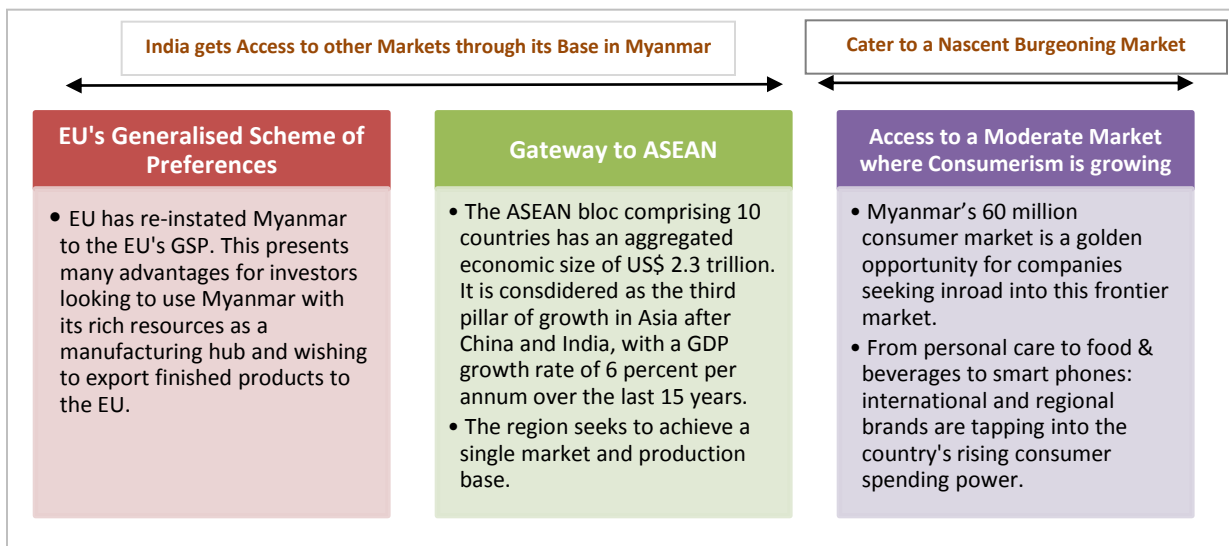 India gets Access to other Markets through its Base in Myanmar
Cater to a Nascent Burgeoning Market
EU's Generalised Scheme of
Preferences
• EU has re-instated Myanmar
to the EU's GSP. This presents
many advantages for investors
looking to use Myanmar with
its rich resources as a
manufacturing hub and wishing
to export finished products to
the EU.
Gateway to ASEAN
• The ASEAN bloc comprising 10
countries has an aggregated
economic size of US$ 2.3 trillion.
It is consdidered as the third
pillar of growth in Asia after
China and India, with a GDP
growth rate of 6 percent per
annum over the last 15 years.
• The region seeks to achieve a
single market and production
base.
Access to a Moderate Market
where Consumerism is growing
• Myanmar’s 60 million
consumer market is a golden
opportunity for companies
seeking inroad into this frontier
market.
• From personal care to food &
beverages to smart phones:
international and regional
brands are tapping into the
country's rising consumer
spending power.